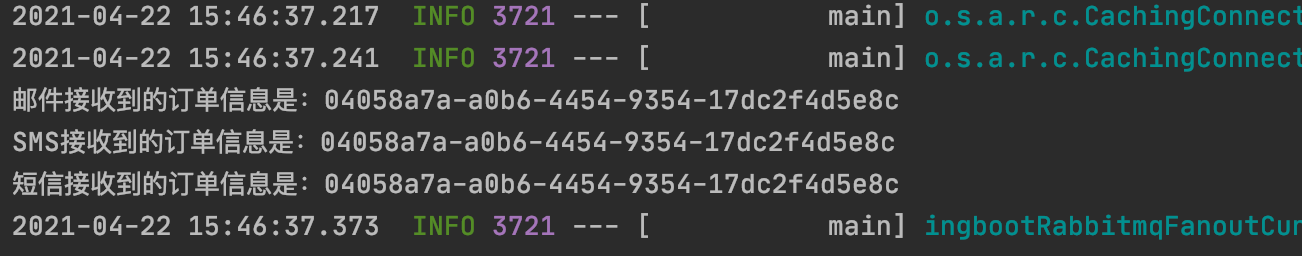 2021-04-22 15:46:37.217  INFO 3721 --- [           main] o.s.a.r.c.CachingConnect
2021-04-22 15:46:37.241  INFO 3721 --- [           main] o.s.a.r.c.CachingConnect
邮件接收到的订单信息是：04058a7a-a0b6-4454-9354-17dc2f4d5e8c
SMS接收到的订单信息是：04058a7a-a0b6-4454-9354-17dc2f4d5e8c
短信接收到的订单信息是：04058a7a-a0b6-4454-9354-17dc2f4d5e8c
2021-04-22 15:46:37.373  INFO 3721 --- [           main] ingbootRabbitmqFanoutCur